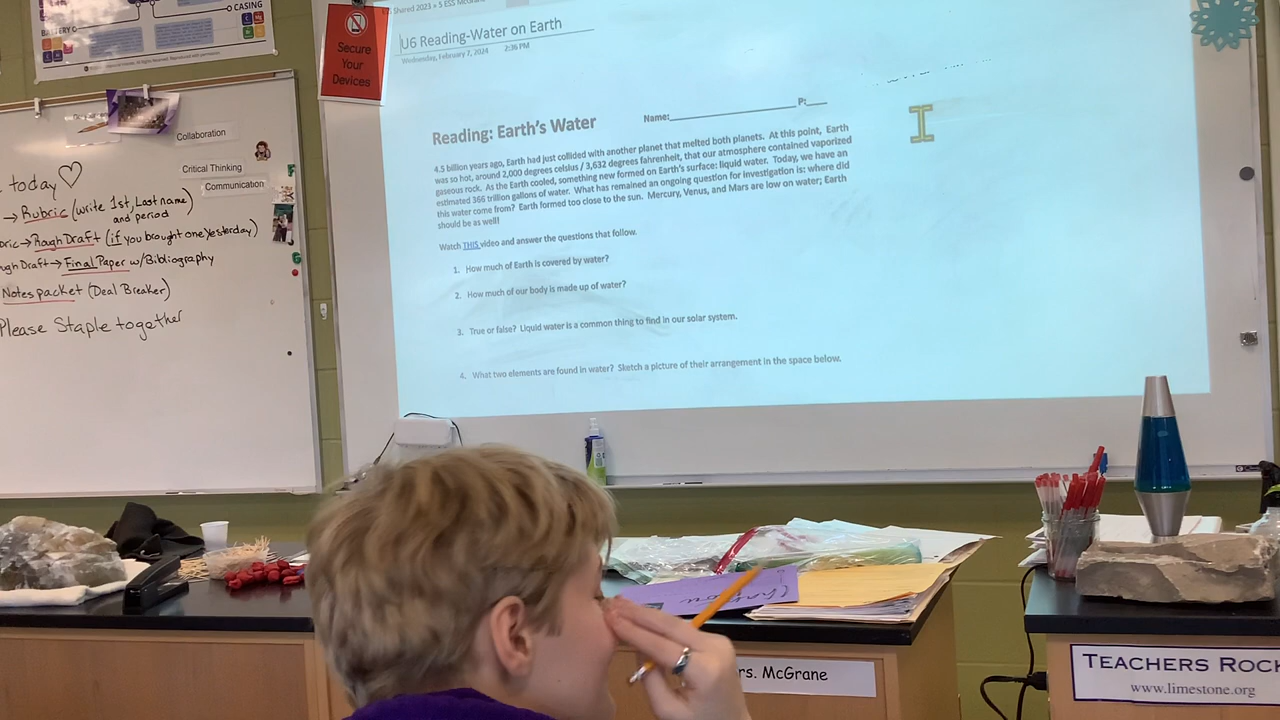 CASING
BATTERY
Secure
Your
Devices
Shared 2023 » 5 ESS McGrane
U6 Reading-Water on Earth
Wednesday, February 7, 2024 2:36 PM
Name: P:
Reading: Earth's Water
4.5 billion years ago, Earth had just collided with another planet that melted both planets. At this point, Earth
was so hot, around 2,000 degrees celsius / 3,632 degrees fahrenheit, that our atmosphere contained vaporized
gaseous rock. As the Earth cooled, something new formed on Earth's surface: liquid water. Today, we have an
estimated 366 trillion gallons of water. What has remained an ongoing question for investigation is: where did
this water come from? Earth formed too close to the sun. Mercury, Venus, and Mars are low on water; Earth
should be as well!
Watch THIS video and answer the questions that follow.
1. How much of Earth is covered by water?
2. How much of our body is made up of water?
3. True or false? Liquid water is a common thing to find in our solar system.
4. What two elements are found in water? Sketch a picture of their arrangement in the space below.
Collaboration
Critical Thinking
Communication
today ♡
→ Rubric (write 1st, Last name)
and period
bric → Rough Draft (if you brought one yesterday)
ugh Draft → Final Paper w/Bibliography
Notes packet (Deal Breaker)
Please Staple together
rs. McGrane
TEACHERS ROCK
www.limestone.org